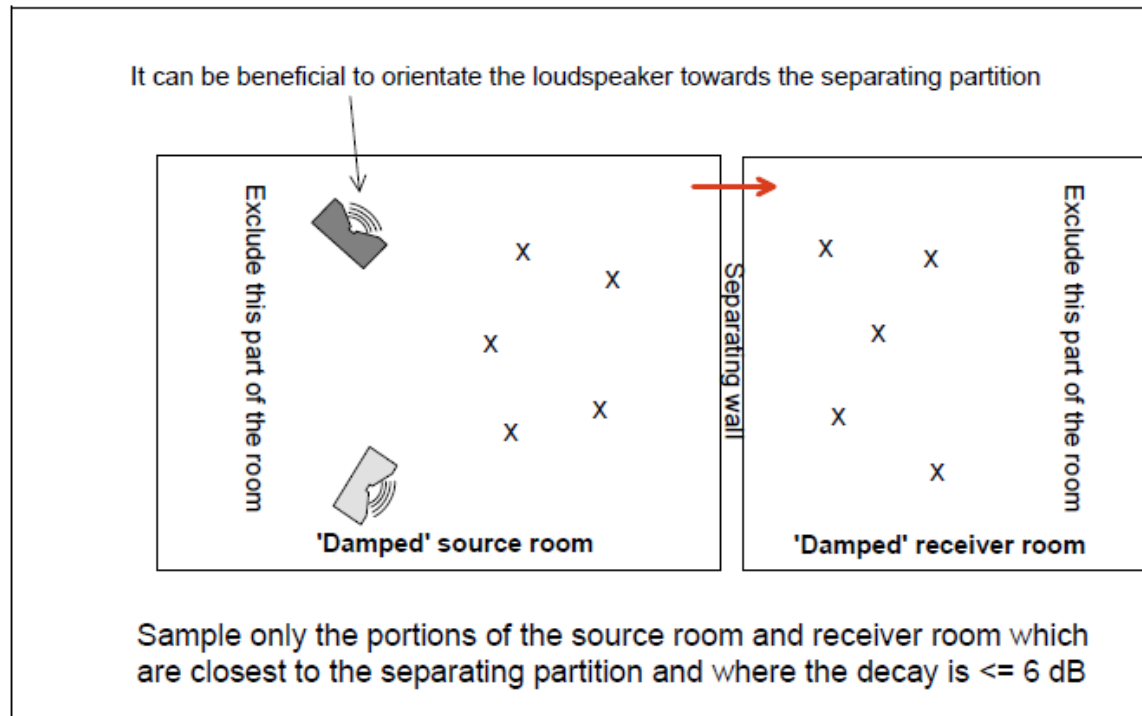 It can be beneficial to orientate the loudspeaker towards the separating partition
Exclude this part of the room
X
X
X
X
X
Separating wall
X
X
X
X
X
Exclude this part of the room
'Damped' source room
'Damped' receiver room
Sample only the portions of the source room and receiver room which
are closest to the separating partition and where the decay is <= 6 dB